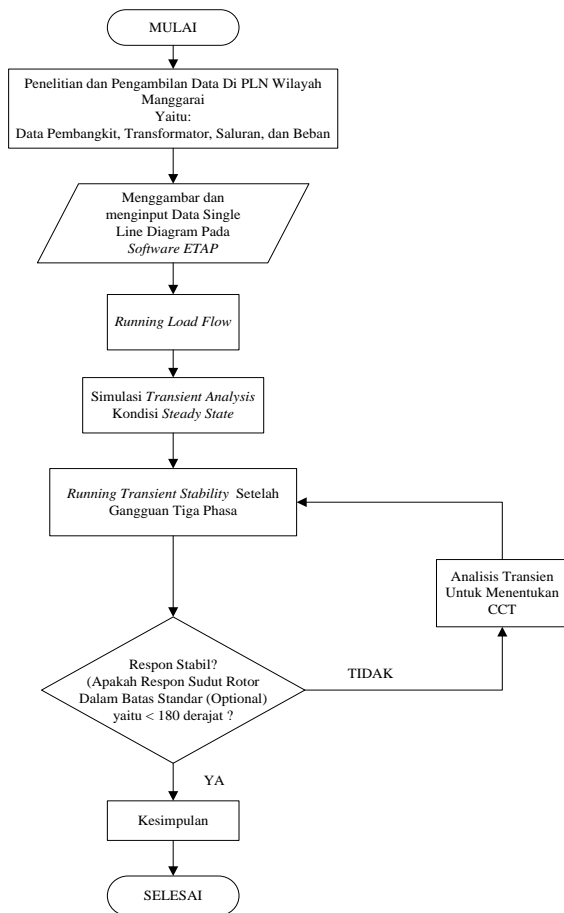 MULAI
Penelitian dan Pengambilan Data Di PLN Wilayah
Manggarai
Yaitu:
Data Pembangkit, Transformator, Saluran, dan Beban
Menggambar dan
menginput Data Single
Line Diagram Pada
Software ETAP
Running Load Flow
Simulasi Transient Analysis
Kondisi Steady State
Running Transient Stability Setelah
Gangguan Tiga Phasa
Analisis Transien
Untuk Menentukan
CCT
Respon Stabil?
(Apakah Respon Sudut Rotor
Dalam Batas Standar (Optional)
yaitu < 180 derajat ?
TIDAK
YA
Kesimpulan
SELESAI